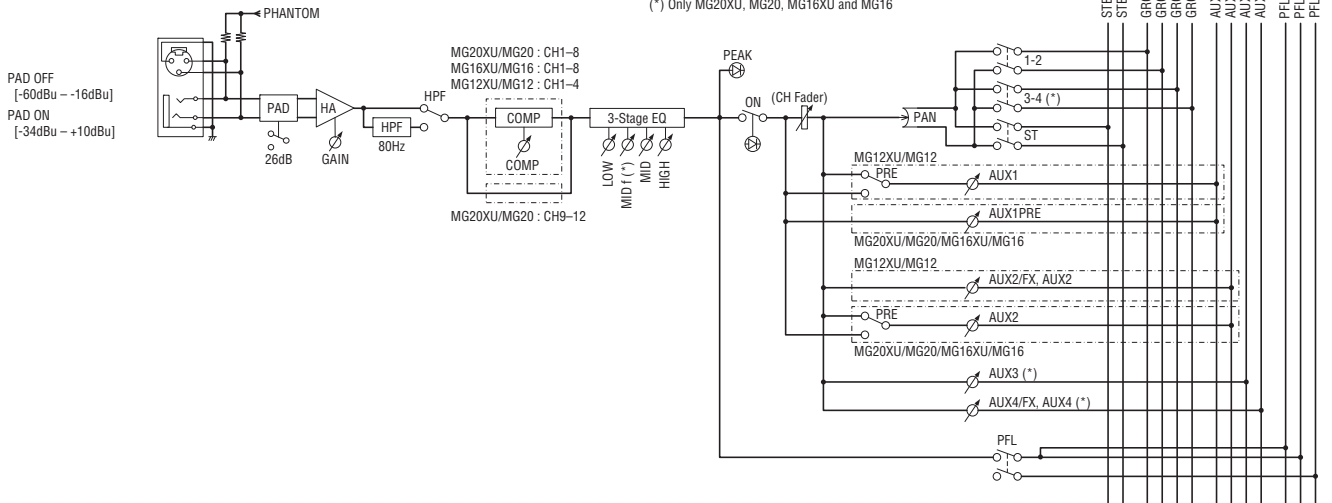 (*) Only MG20XU, MG20, MG16XU and MG16
PHANTOM
PAD OFF
[-60dBu – -16dBu]
PAD ON
[-34dBu – +10dBu]
PAD
26dB
HA
GAIN
HPF
80Hz
HPF
MG20XU/MG20 : CH1–8
MG16XU/MG16 : CH1–8
MG12XU/MG12 : CH1–4
COMP
COMP
MG20XU/MG20 : CH9–12
3-Stage EQ
LOW
MID f (*)
MID
HIGH
PEAK
ON
(CH Fader)
PAN
1-2
3-4 (*)
ST
MG12XU/MG12
PRE
AUX1
AUX1PRE
MG20XU/MG20/MG16XU/MG16
MG12XU/MG12
AUX2/FX, AUX2
PRE
AUX2
MG20XU/MG20/MG16XU/MG16
AUX3 (*)
AUX4/FX, AUX4 (*)
PFL
PFL
PFL
PFL